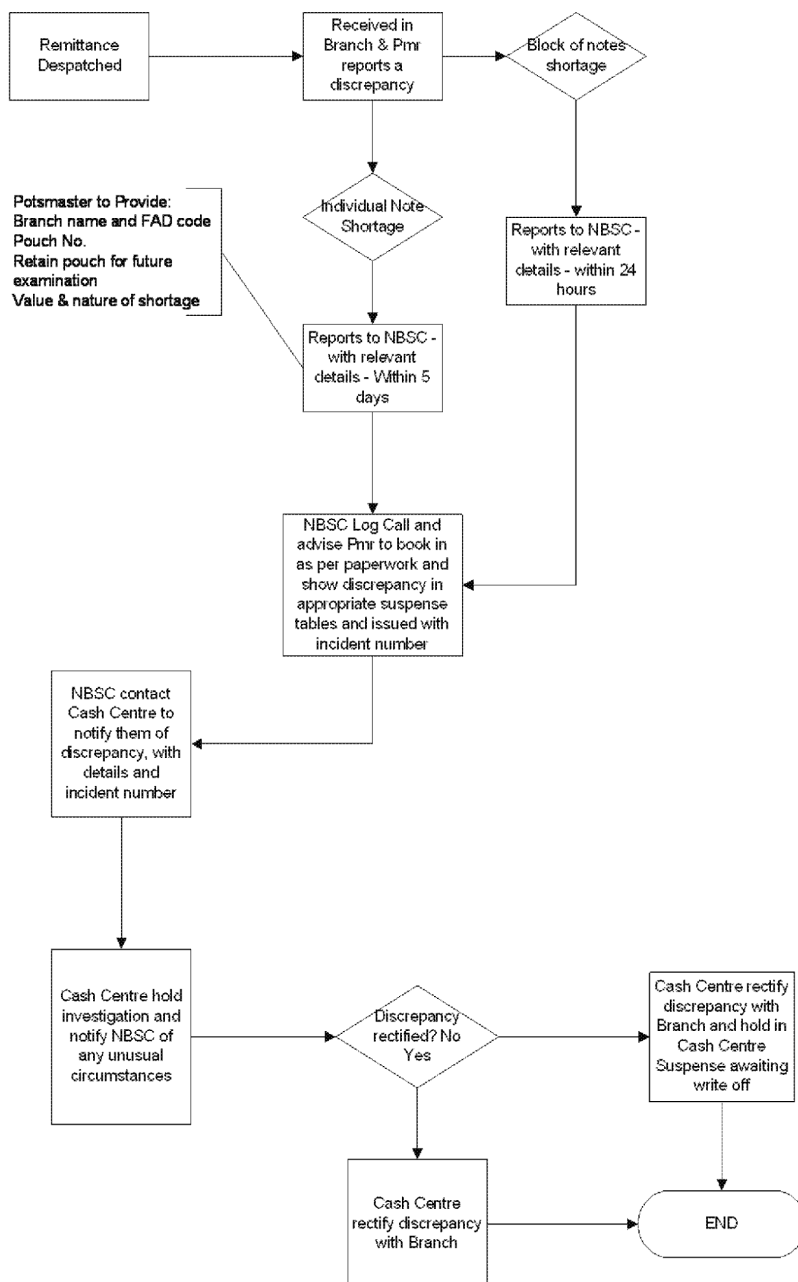 Remittance
Despatched
Received in
Branch & Pmr
reports a
discrepancy
Block of notes
shortage
Potsmaster to Provide:
Branch name and FAD code
Pouch No.
Retain pouch for future
examination
Value & nature of shortage
Individual Note
Shortage
Reports to NBSC -
with relevant
details - within 24
hours
Reports to NBSC -
with relevant
details - Within 5
days
NBSC Log Call and
advise Pmr to book in
as per paperwork and
show discrepancy in
appropriate suspense
tables and issued with
incident number
NBSC contact
Cash Centre to
notify them of
discrepancy, with
details and
incident number
Cash Centre hold
investigation and
notify NBSC of
any unusual
circumstances
Discrepancy
rectified? No
Yes
Cash Centre rectify
discrepancy with
Branch and hold in
Cash Centre
Suspense awaiting
write off
Cash Centre
rectify discrepancy
with Branch
END